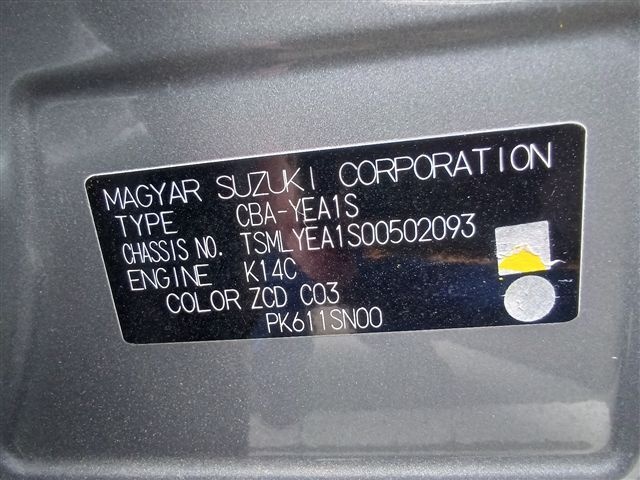 MAGYAR SUZUKI CORPORATION
TYPE CBA-YEA1S
CHASSIS NO. TSMLYEA1S00502093
ENGINE K14C
COLOR ZCD C03
PK611SN00